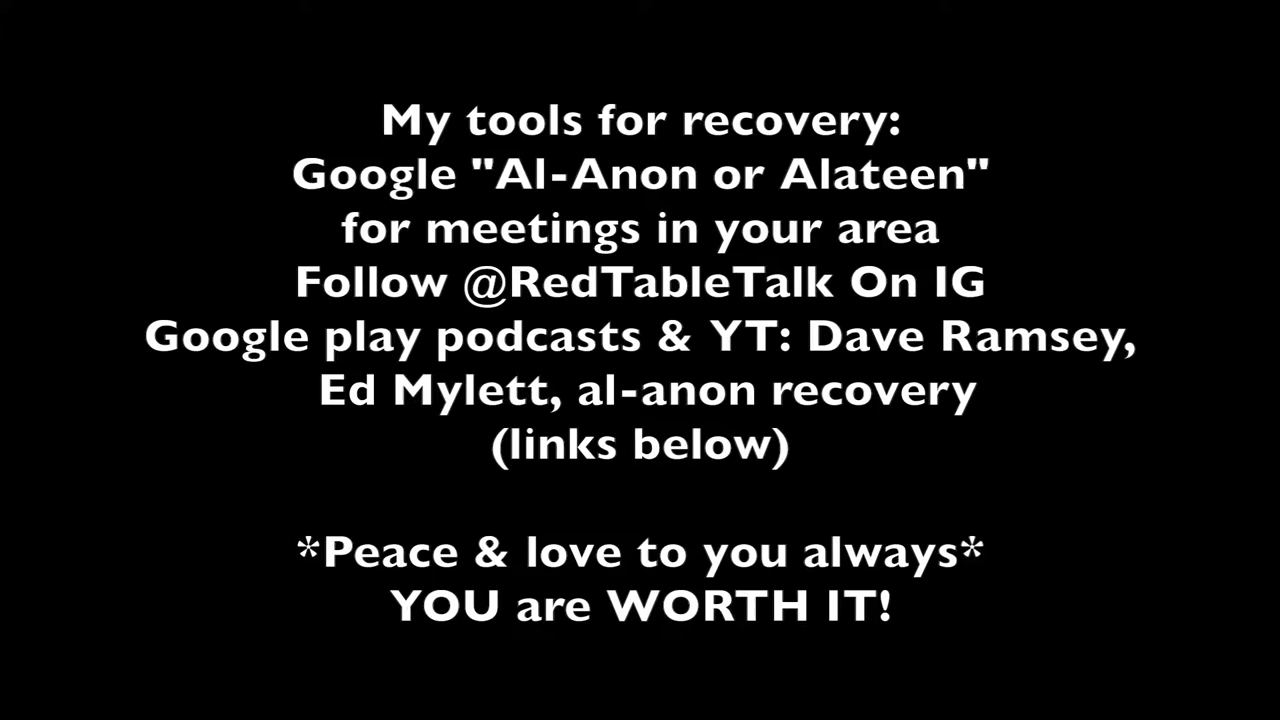 My tools for recovery:
Google "Al-Anon or Alateen"
for meetings in your area
Follow @RedTableTalk On IG
Google play podcasts & YT: Dave Ramsey,
Ed Mylett, al-anon recovery
(links below)
*Peace & love to you always*
YOU are WORTH IT!